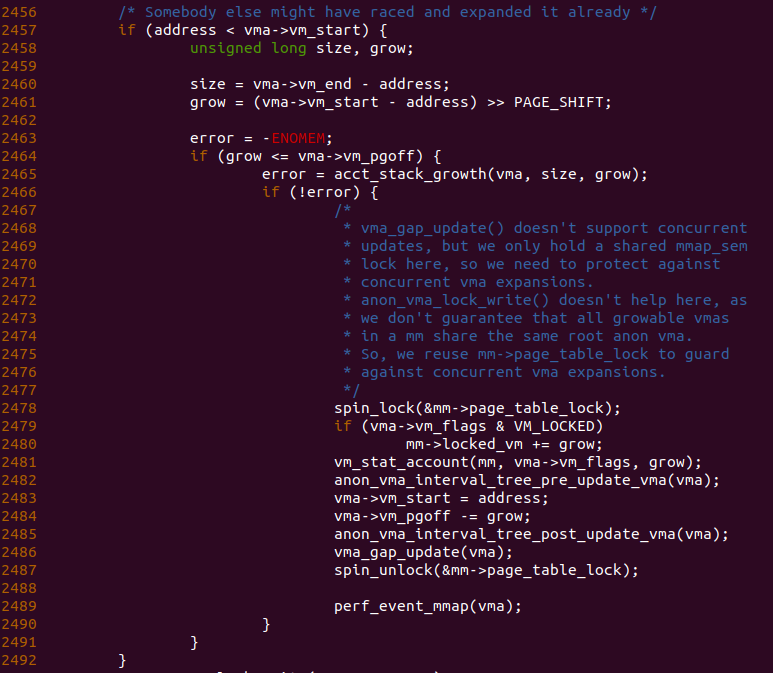 2456         /* Somebody else might have raced and expanded it already */
2457         if (address < vma->vm_start) {
2458                 unsigned long size, grow;
2459
2460                 size = vma->vm_end - address;
2461                 grow = (vma->vm_start - address) >> PAGE_SHIFT;
2462
2463                 error = -ENOMEM;
2464                 if (grow <= vma->vm_pgoff) {
2465                         error = acct_stack_growth(vma, size, grow);
2466                         if (!error) {
2467                                 /*
2468                                  * vma_gap_update() doesn't support concurrent
2469                                  * updates, but we only hold a shared mmap_sem
2470                                  * lock here, so we need to protect against
2471                                  * concurrent vma expansions.
2472                                  * anon_vma_lock_write() doesn't help here, as
2473                                  * we don't guarantee that all growable vmas
2474                                  * in a mm share the same root anon vma.
2475                                  * So, we reuse mm->page_table_lock to guard
2476                                  * against concurrent vma expansions.
2477                                  */
2478                                 spin_lock(&mm->page_table_lock);
2479                                 if (vma->vm_flags & VM_LOCKED)
2480                                         mm->locked_vm += grow;
2481                                 vm_stat_account(mm, vma->vm_flags, grow);
2482                                 anon_vma_interval_tree_pre_update_vma(vma);
2483                                 vma->vm_start = address;
2484                                 vma->vm_pgoff -= grow;
2485                                 anon_vma_interval_tree_post_update_vma(vma);
2486                                 vma_gap_update(vma);
2487                                 spin_unlock(&mm->page_table_lock);
2488
2489                                 perf_event_mmap(vma);
2490                         }
2491                 }
2492         }